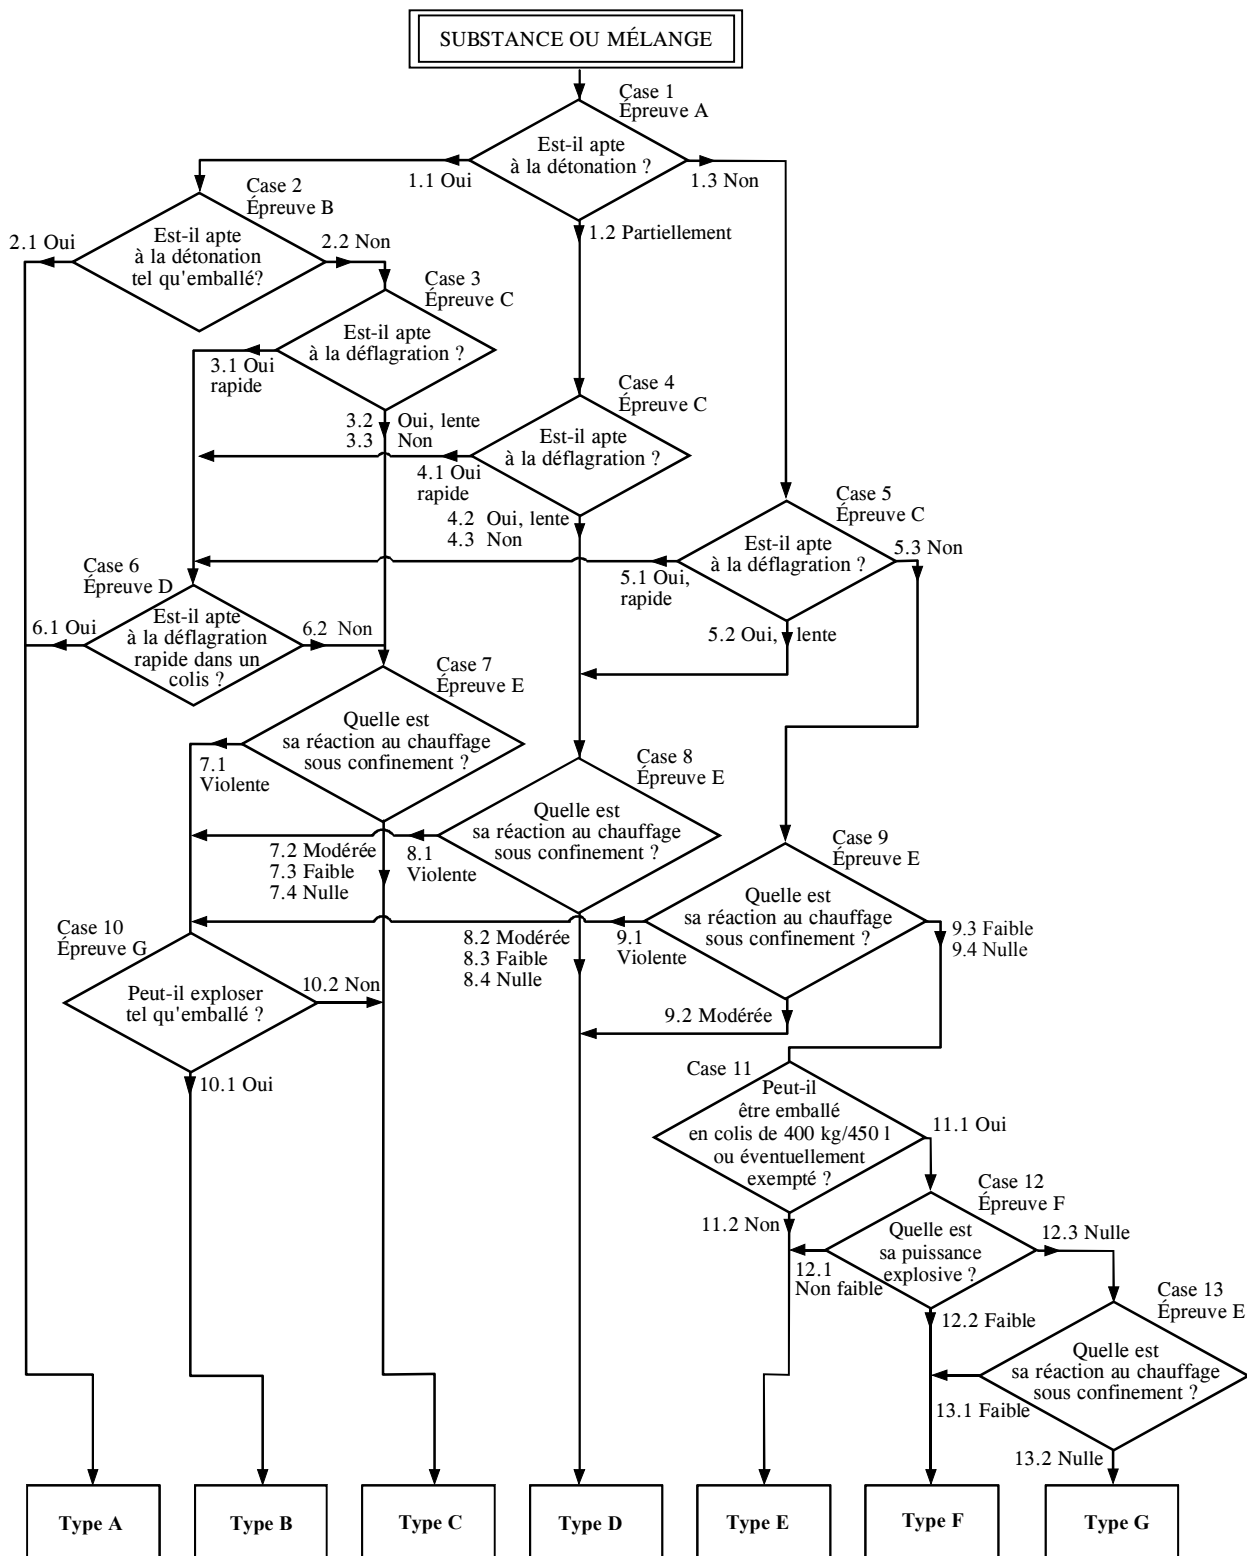 SUBSTANCE OU MÉLANGE
Case 1
Épreuve A
Est-il apte
à la détonation ?
1.1 Oui
1.3 Non
1.2 Partiellement
Case 2
Épreuve B
Est-il apte
à la détonation
tel qu'emballé?
2.1 Oui
2.2 Non
Case 3
Épreuve C
Est-il apte
à la déflagration ?
3.1 Oui
rapide
3.2 Oui, lente
3.3 Non
Case 4
Épreuve C
Est-il apte
à la déflagration ?
4.1 Oui
rapide
4.2 Oui, lente
4.3 Non
Case 5
Épreuve C
Est-il apte
à la déflagration ?
5.3 Non
5.1 Oui,
rapide
5.2 Oui, lente
Case 6
Épreuve D
Est-il apte
à la déflagration
rapide dans un
colis ?
6.1 Oui
6.2 Non
Case 7
Épreuve E
Quelle est
sa réaction au chauffage
sous confinement ?
7.1
Violente
7.2 Modérée
7.3 Faible
7.4 Nulle
Case 8
Épreuve E
Quelle est
sa réaction au chauffage
sous confinement ?
8.1
Violente
8.2 Modérée
8.3 Faible
8.4 Nulle
Case 9
Épreuve E
Quelle est
sa réaction au chauffage
sous confinement ?
9.1
Violente
9.3 Faible
9.4 Nulle
9.2 Modérée
Case 10
Épreuve G
Peut-il exploser
tel qu'emballé ?
10.2 Non
10.1 Oui
Case 11
Peut-il
être emballé
en colis de 400 kg/450 l
ou éventuellement
exempté ?
11.1 Oui
11.2 Non
Case 12
Épreuve F
Quelle est
sa puissance
explosive ?
12.3 Nulle
12.1
Non faible
12.2 Faible
Case 13
Épreuve E
Quelle est
sa réaction au chauffage
sous confinement ?
13.1 Faible
13.2 Nulle
Type A
Type B
Type C
Type D
Type E
Type F
Type G